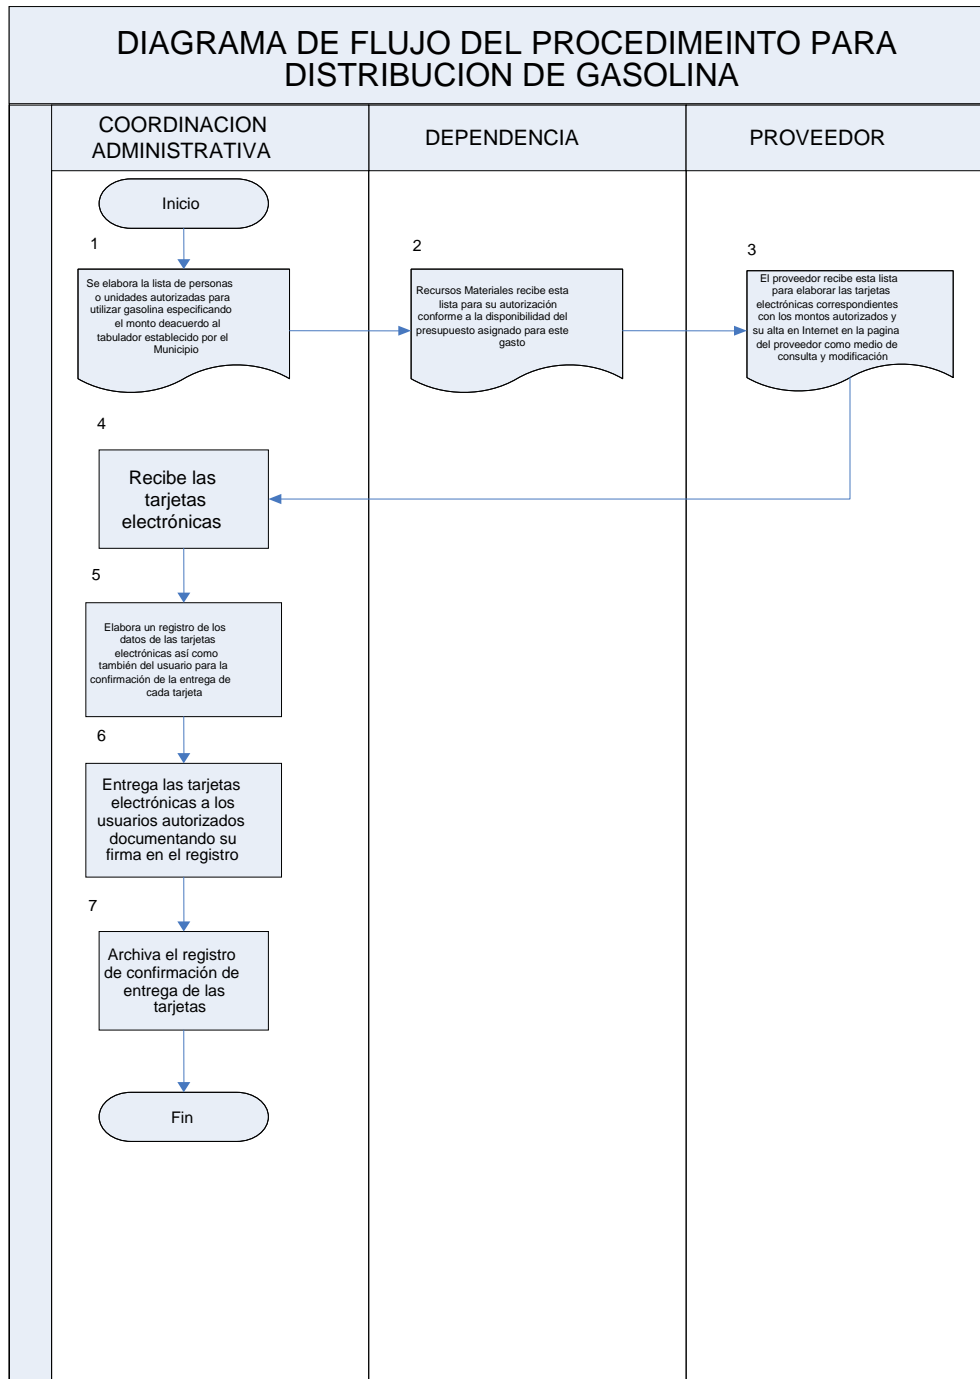 DIAGRAMA DE FLUJO DEL PROCEDIMEINTO PARA
DISTRIBUCION DE GASOLINA
COORDINACION
ADMINISTRATIVA
DEPENDENCIA
PROVEEDOR
Inicio
1
Se elabora la lista de personas
o unidades autorizadas para
utilizar gasolina especificando
el monto deacuerdo al
tabulador establecido por el
Municipio
2
Recursos Materiales recibe esta
lista para su autorización
conforme a la disponibilidad del
presupuesto asignado para este
gasto
3
El proveedor recibe esta lista
para elaborar las tarjetas
electrónicas correspondientes
con los montos autorizados y
su alta en Internet en la pagina
del proveedor como medio de
consulta y modificación
4
Recibe las
tarjetas
electrónicas
5
Elabora un registro de los
datos de las tarjetas
electrónicas así como
también del usuario para la
confirmación de la entrega de
cada tarjeta
6
Entrega las tarjetas
electrónicas a los
usuarios autorizados
documentando su
firma en el registro
7
Archiva el registro
de confirmación de
entrega de las
tarjetas
Fin